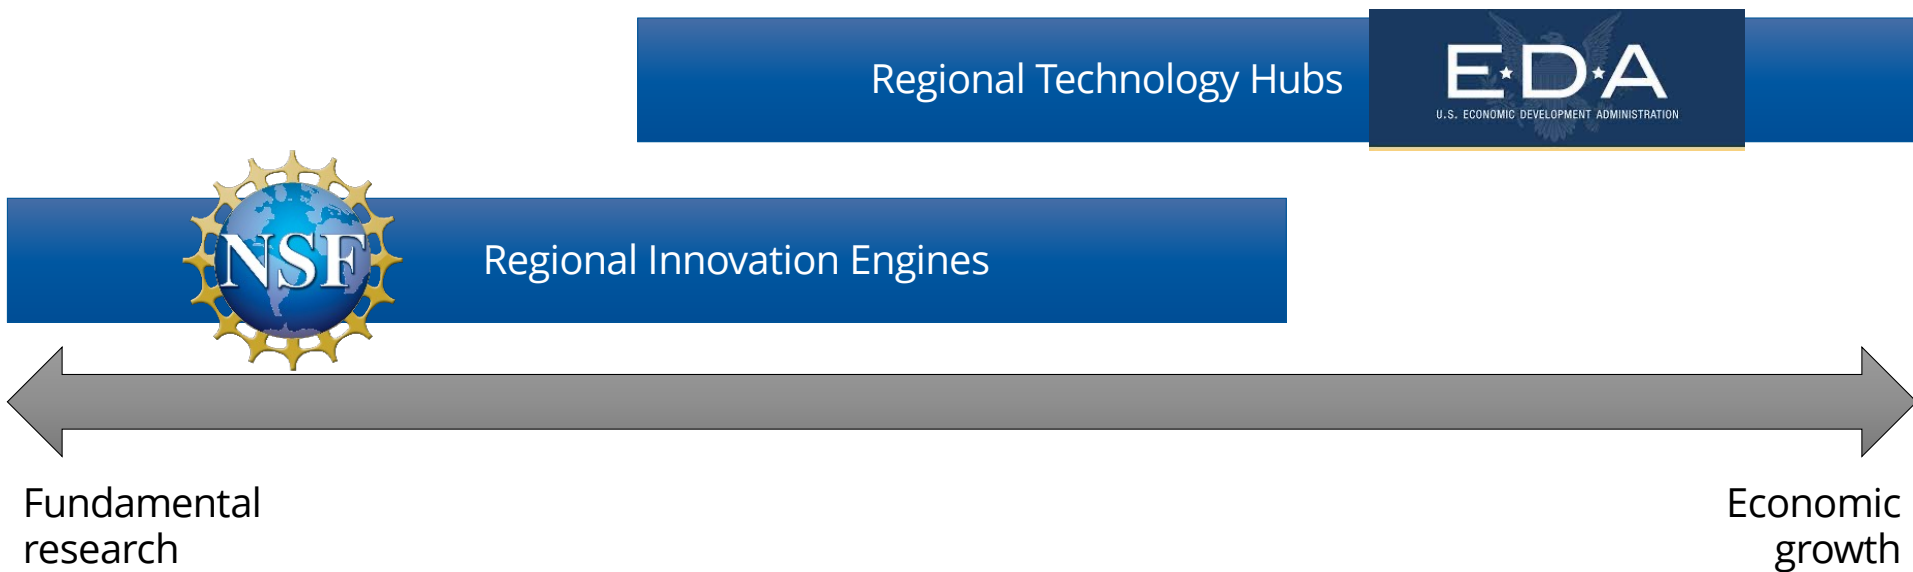 Regional Technology Hubs
E★D★A
U.S. ECONOMIC DEVELOPMENT ADMINISTRATION
NSF
Regional Innovation Engines
Fundamental
research
Economic
growth